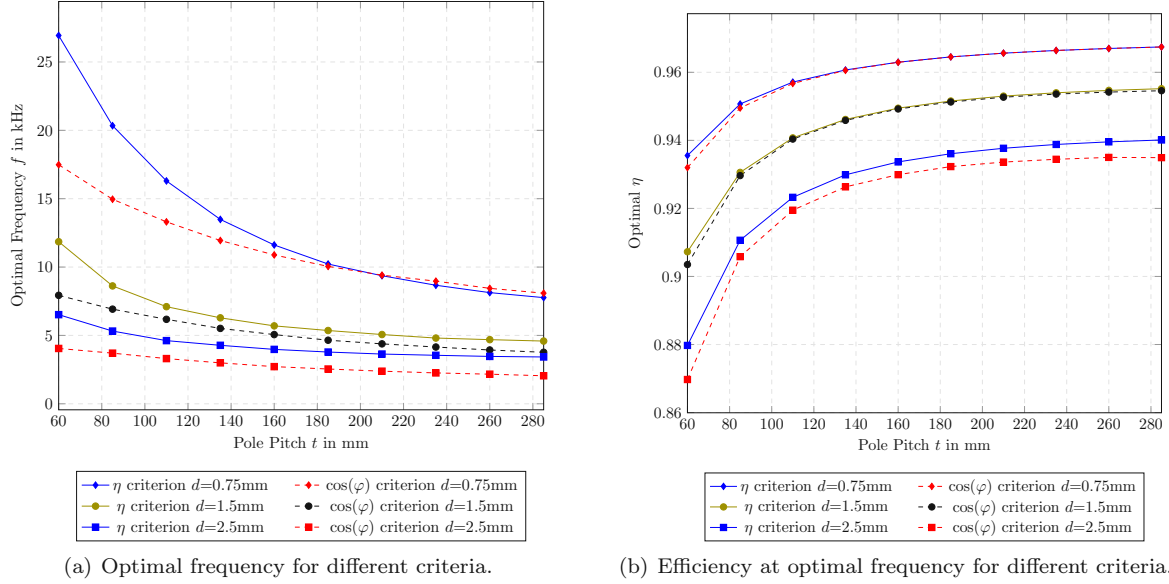 25
20
15
10
5
0
Optimal Frequency f in kHz
60 80 100 120 140 160 180 200 220 240 260 280
Pole Pitch t in mm
η criterion d=0.75mm cos(φ) criterion d=0.75mm
η criterion d=1.5mm cos(φ) criterion d=1.5mm
η criterion d=2.5mm cos(φ) criterion d=2.5mm
(a) Optimal frequency for different criteria.
0.96
0.94
0.92
0.9
0.88
0.86
Optimal η
60 80 100 120 140 160 180 200 220 240 260 280
Pole Pitch t in mm
η criterion d=0.75mm cos(φ) criterion d=0.75mm
η criterion d=1.5mm cos(φ) criterion d=1.5mm
η criterion d=2.5mm cos(φ) criterion d=2.5mm
(b) Efficiency at optimal frequency for different criteria.